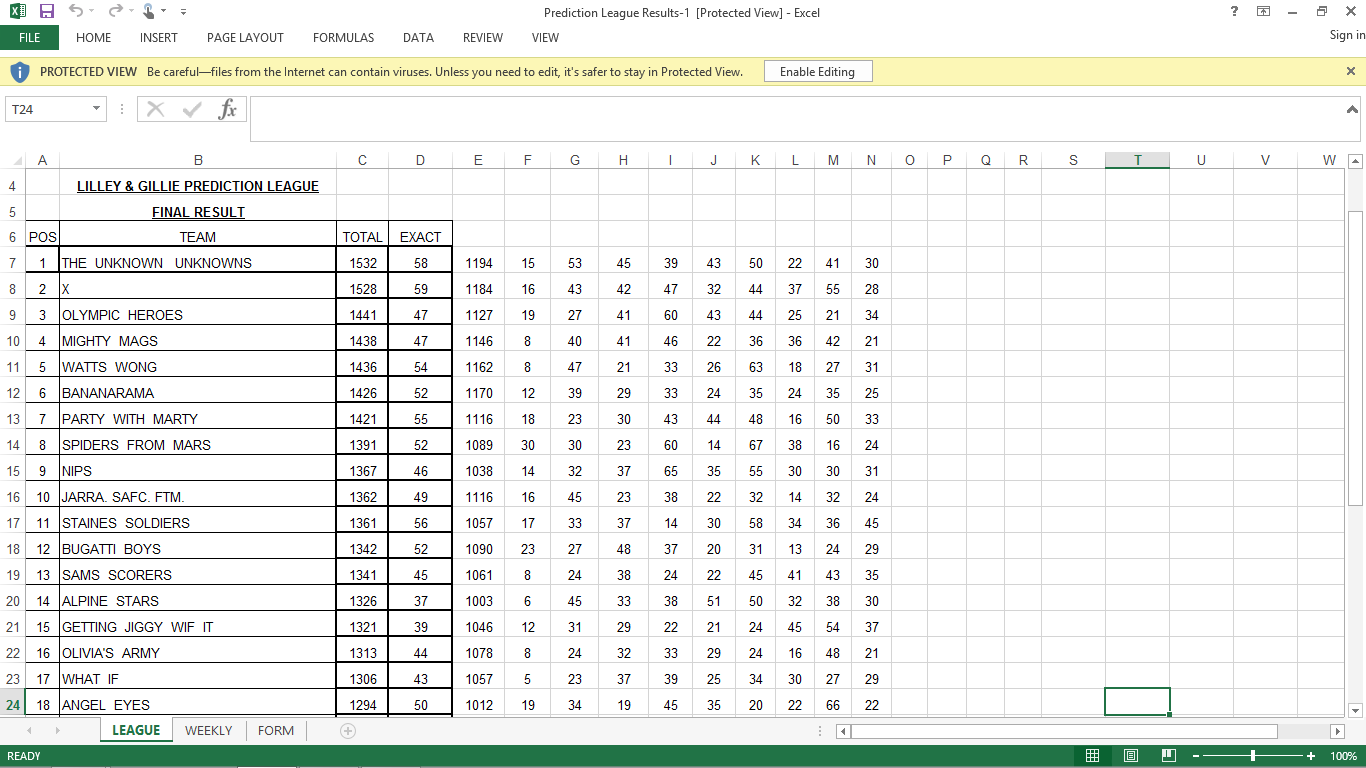 Prediction League Results-1 [Protected View] - Excel
?
FILE HOME INSERT PAGE LAYOUT FORMULAS DATA REVIEW VIEW Sign in
PROTECTED VIEW Be careful—files from the Internet can contain viruses. Unless you need to edit, it's safer to stay in Protected View. Enable Editing
T24 fx
A B C D E F G H I J K L M N O P Q R S T U V W
4 LILLEY & GILLIE PREDICTION LEAGUE
5 FINAL RESULT
6 POS TEAM TOTAL EXACT
7 1 THE UNKNOWN UNKNOWNS 1532 58 1194 15 53 45 39 43 50 22 41 30
8 2 X 1528 59 1184 16 43 42 47 32 44 37 55 28
9 3 OLYMPIC HEROES 1441 47 1127 19 27 41 60 43 44 25 21 34
10 4 MIGHTY MAGS 1438 47 1146 8 40 41 46 22 36 36 42 21
11 5 WATTS WONG 1436 54 1162 8 47 21 33 26 63 18 27 31
12 6 BANANARAMA 1426 52 1170 12 39 29 33 24 35 24 35 25
13 7 PARTY WITH MARTY 1421 55 1116 18 23 30 43 44 48 16 50 33
14 8 SPIDERS FROM MARS 1391 52 1089 30 30 23 60 14 67 38 16 24
15 9 NIPS 1367 46 1038 14 32 37 65 35 55 30 30 31
16 10 JARRA. SAFC. FTM. 1362 49 1116 16 45 23 38 22 32 14 32 24
17 11 STAINES SOLDIERS 1361 56 1057 17 33 37 14 30 58 34 36 45
18 12 BUGATTI BOYS 1342 52 1090 23 27 48 37 20 31 13 24 29
19 13 SAMS SCORERS 1341 45 1061 8 24 38 24 22 45 41 43 35
20 14 ALPINE STARS 1326 37 1003 6 45 33 38 51 50 32 38 30
21 15 GETTING JIGGY WIF IT 1321 39 1046 12 31 29 22 21 24 45 54 37
22 16 OLIVIA'S ARMY 1313 44 1078 8 24 32 33 29 24 16 48 21
23 17 WHAT IF 1306 43 1057 5 23 37 39 25 34 30 27 29
24 18 ANGEL EYES 1294 50 1012 19 34 19 45 35 20 22 66 22
LEAGUE WEEKLY FORM
READY 100%